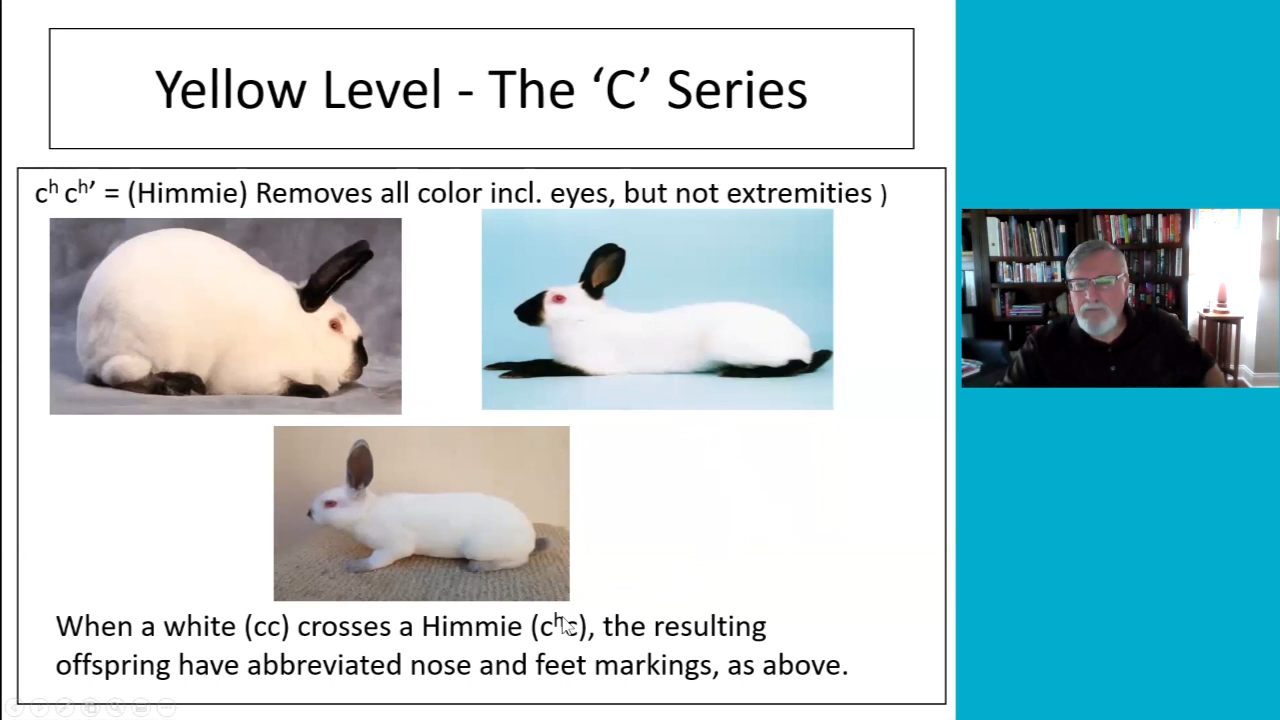 Yellow Level - The ‘C’ Series
cʰ cʰ’ = (Himmie) Removes all color incl. eyes, but not extremities )
When a white (cc) crosses a Himmie (cʰc), the resulting
offspring have abbreviated nose and feet markings, as above.